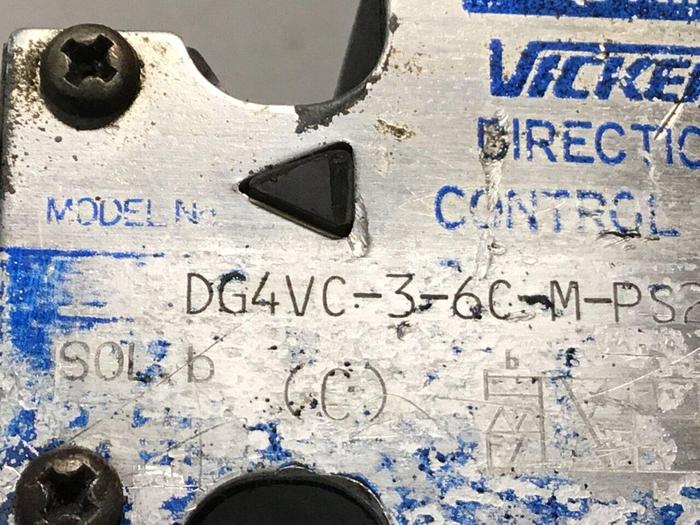 VICKE
DIRECTIO
MODEL No.
CONTROL
DG4VC-3-6C-M-PS2
SOL. b
(C)
b